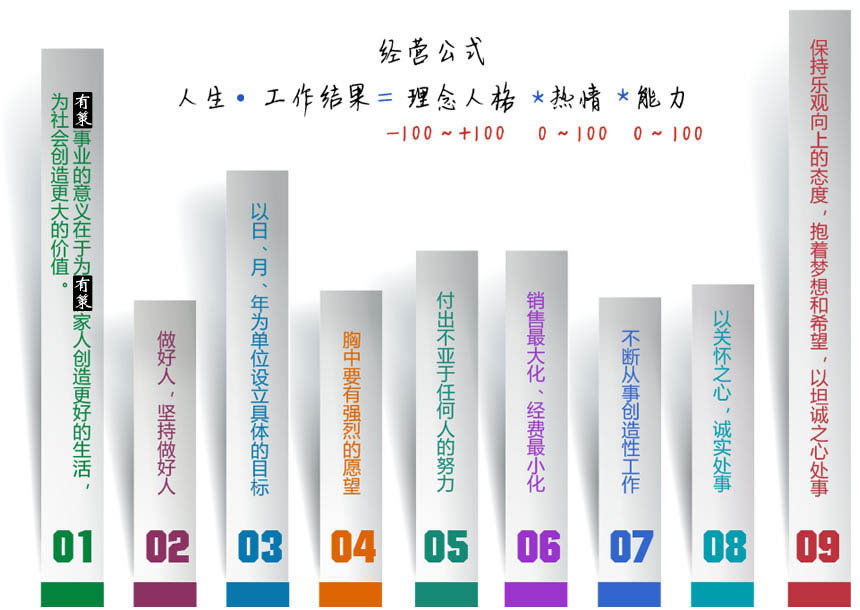 经营公式
人生·工作结果=理念人格*热情*能力
-100~+100 0~100 0~100
有策事业的意义在于为有策家人创造更好的生活，
为社会创造更大的价值。
01
做好人，坚持做好人
02
以日、月、年为单位设立具体的目标
03
胸中要有强烈的愿望
04
付出不亚于任何人的努力
05
销售最大化、经费最小化
06
不断从事创造性工作
07
以关怀之心，诚实处事
08
保持乐观向上的态度，抱着梦想和希望，以坦诚之心处事
09